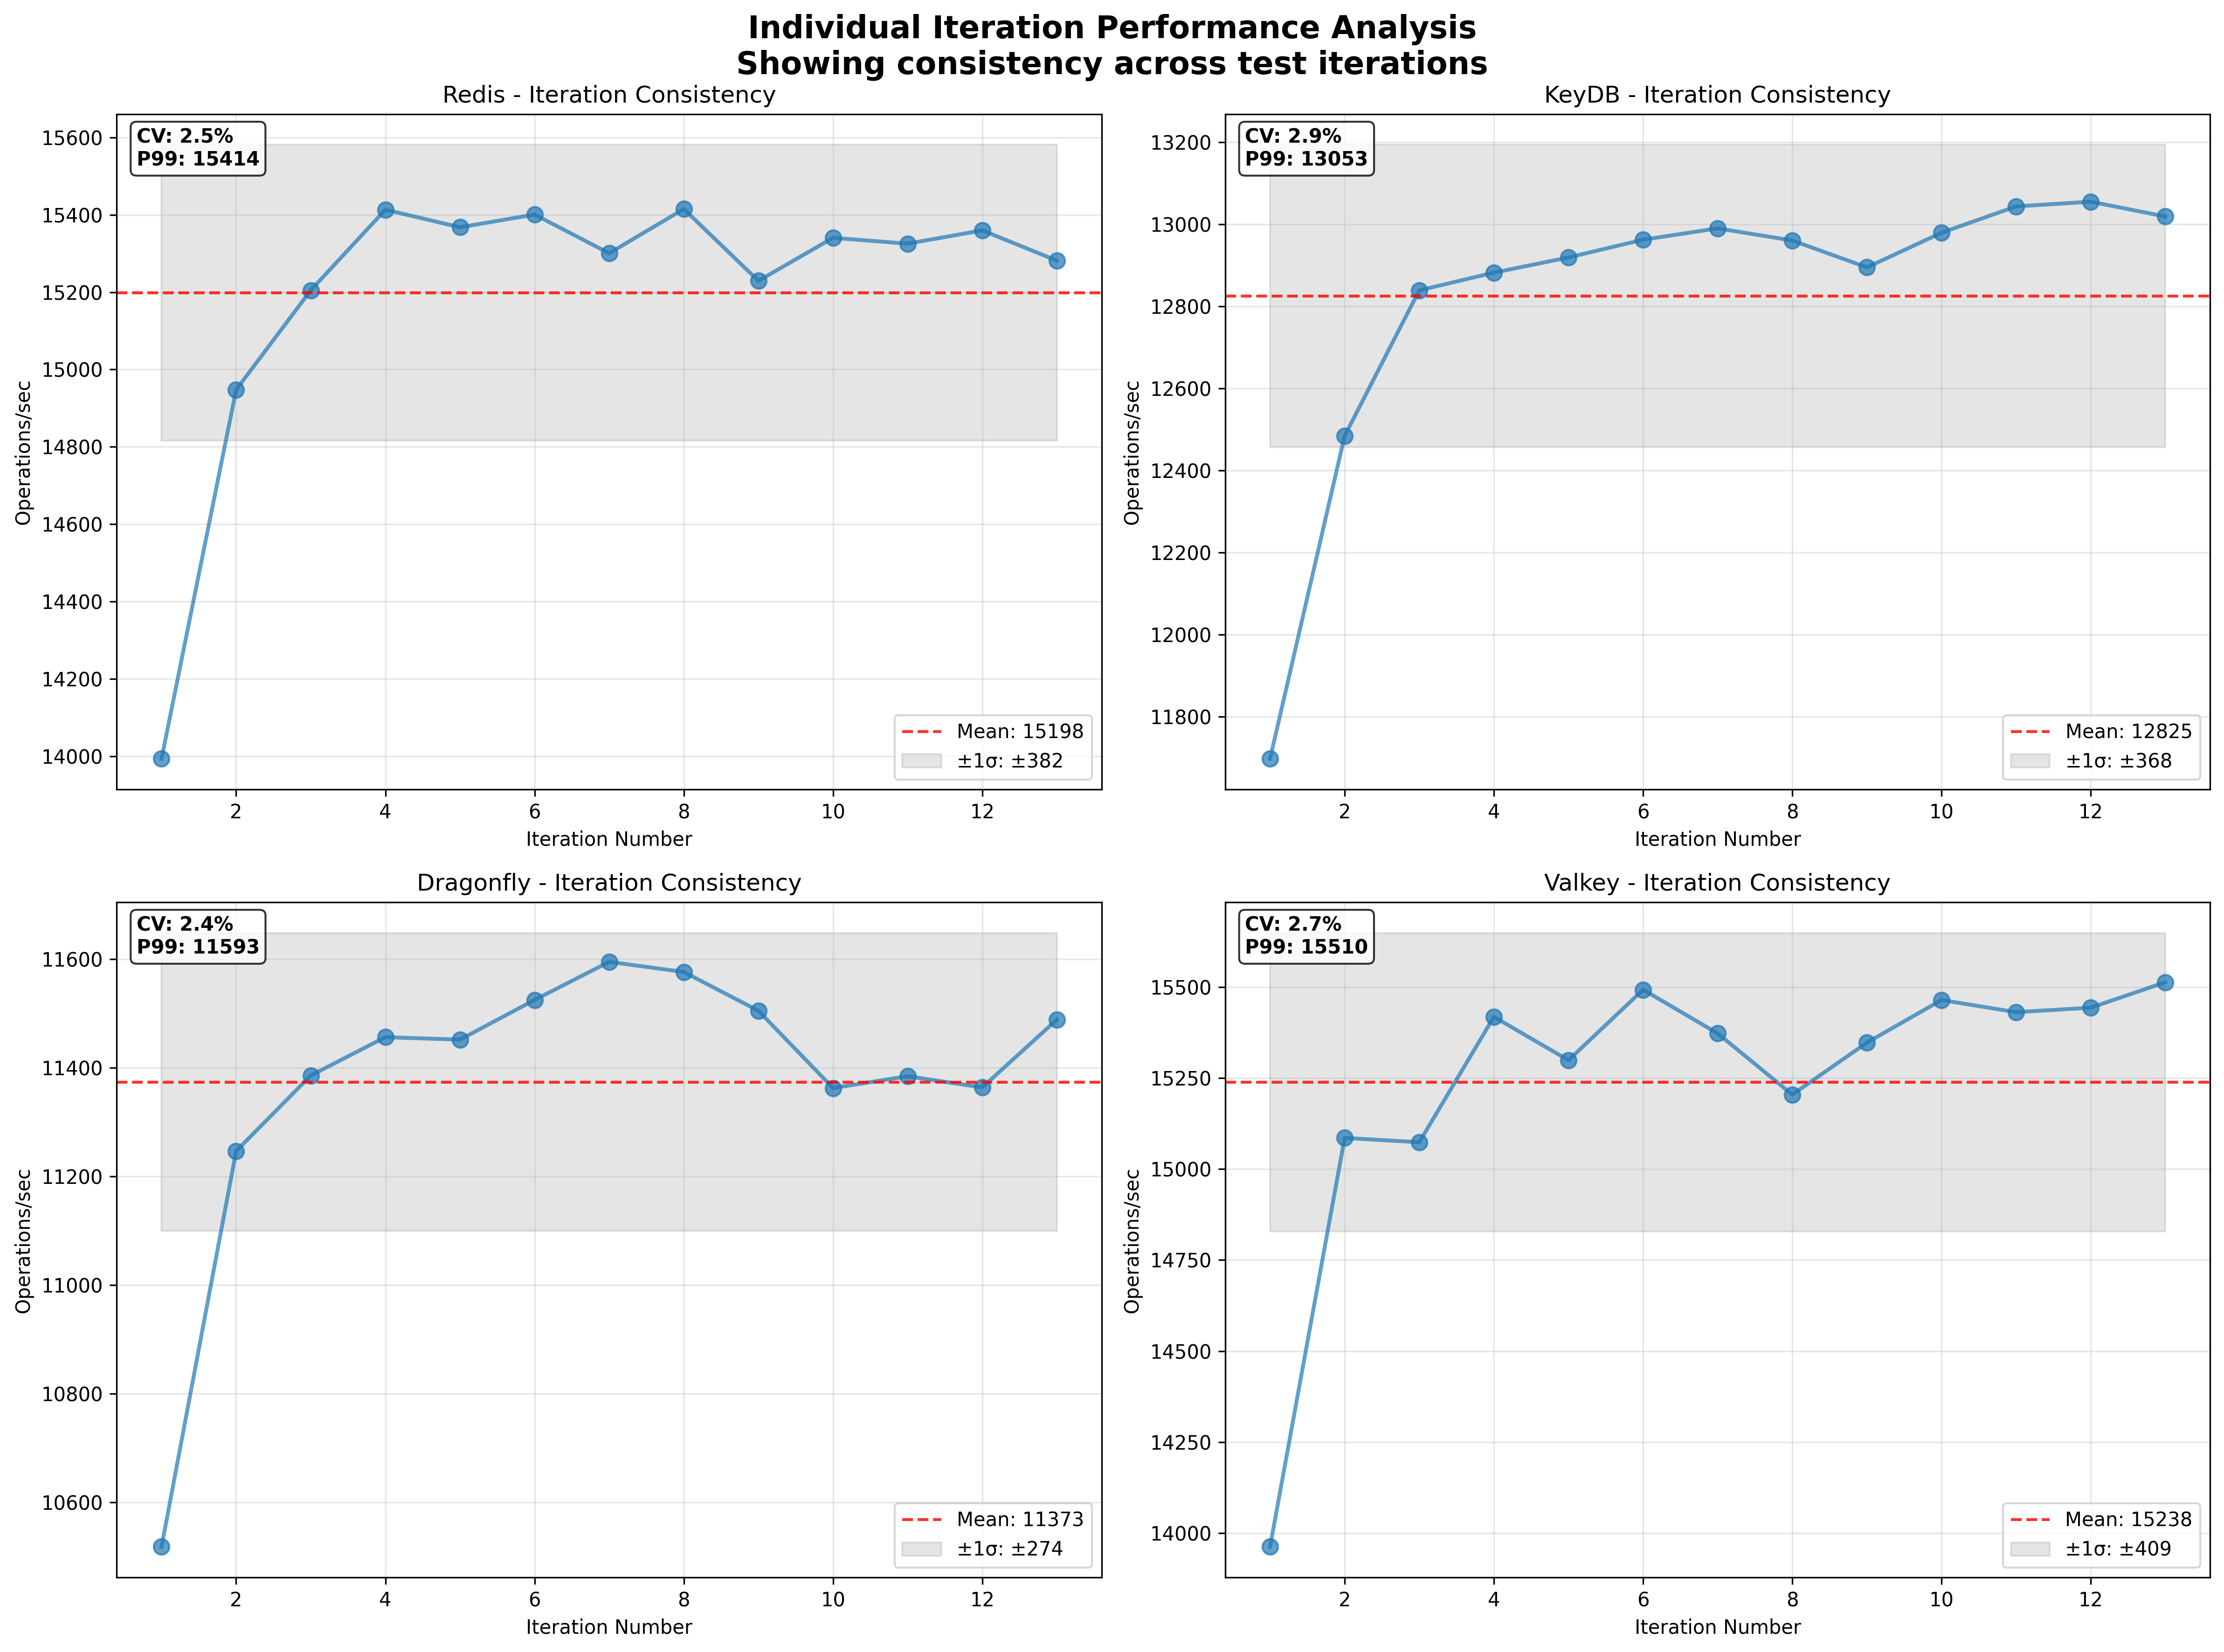 Individual Iteration Performance Analysis
Showing consistency across test iterations
Redis - Iteration Consistency
CV: 2.5%
P99: 15414
15600
15400
15200
15000
14800
14600
14400
14200
14000
Operations/sec
Mean: 15198
±1σ: ±382
2 4 6 8 10 12
Iteration Number
KeyDB - Iteration Consistency
CV: 2.9%
P99: 13053
13200
13000
12800
12600
12400
12200
12000
11800
Operations/sec
Mean: 12825
±1σ: ±368
2 4 6 8 10 12
Iteration Number
Dragonfly - Iteration Consistency
CV: 2.4%
P99: 11593
11600
11400
11200
11000
10800
10600
Operations/sec
Mean: 11373
±1σ: ±274
2 4 6 8 10 12
Iteration Number
Valkey - Iteration Consistency
CV: 2.7%
P99: 15510
15500
15250
15000
14750
14500
14250
14000
Operations/sec
Mean: 15238
±1σ: ±409
2 4 6 8 10 12
Iteration Number